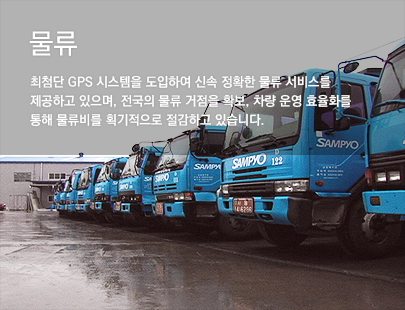 물류
최첨단 GPS 시스템을 도입하여 신속 정확한 물류 서비스를
제공하고 있으며, 전국의 물류 거점을 확보, 차량 운영 효율화를
통해 물류비를 획기적으로 절감하고 있습니다.
SAMPYO
SAMPYO
122
SAMPYO